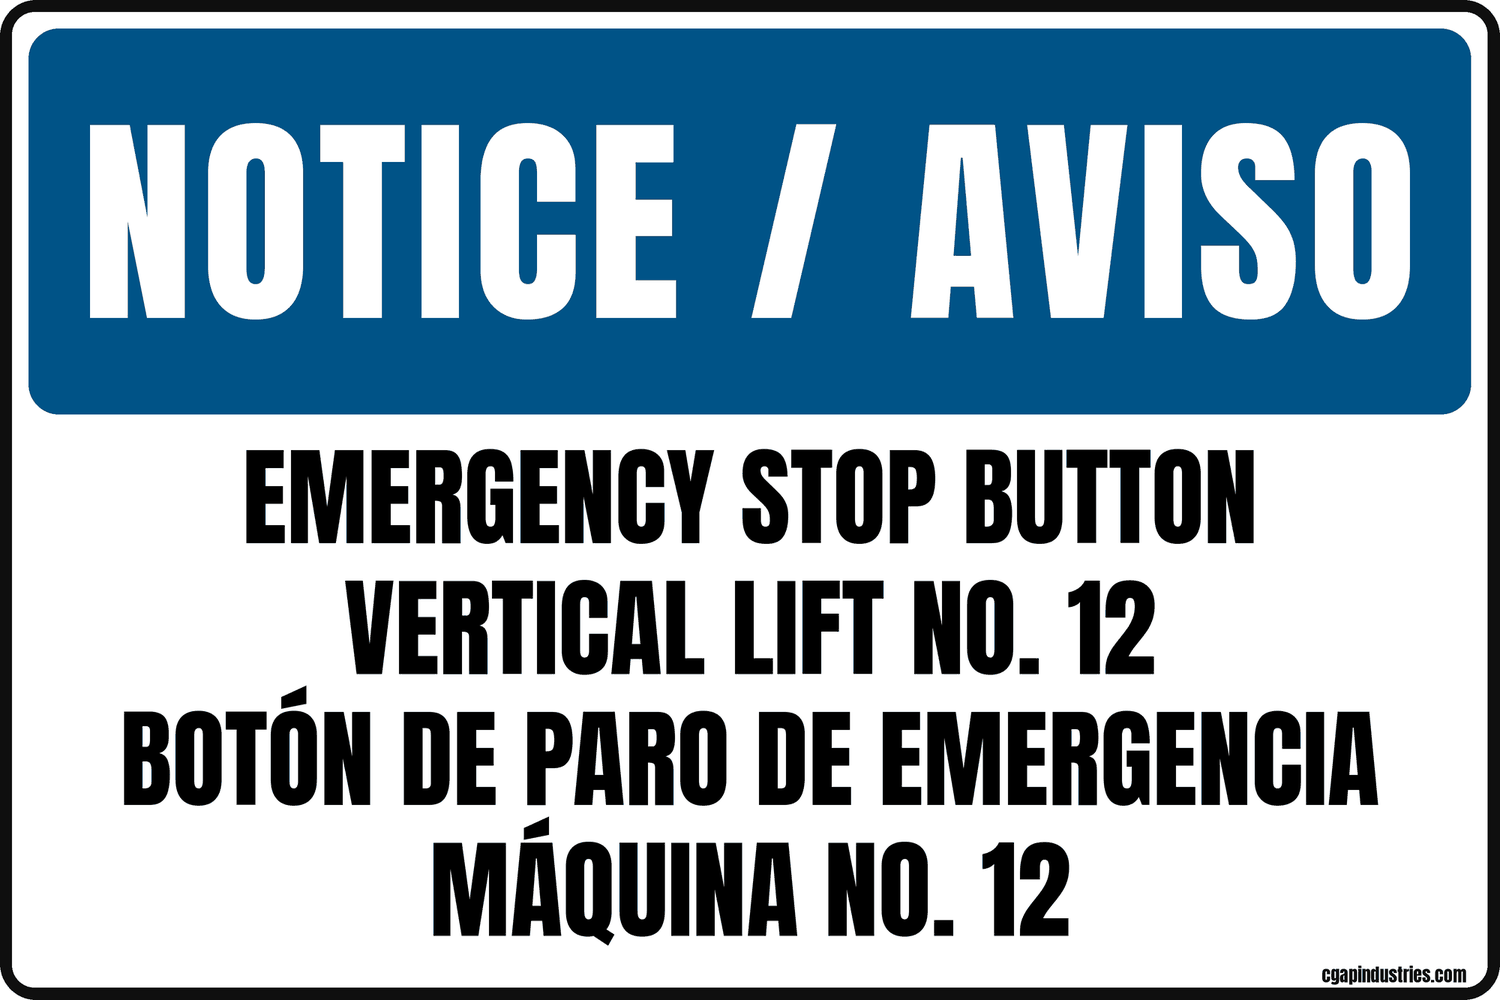 NOTICE / AVISO
EMERGENCY STOP BUTTON
VERTICAL LIFT NO. 12
BOTÓN DE PARO DE EMERGENCIA
MÁQUINA NO. 12
cgapindustries.com